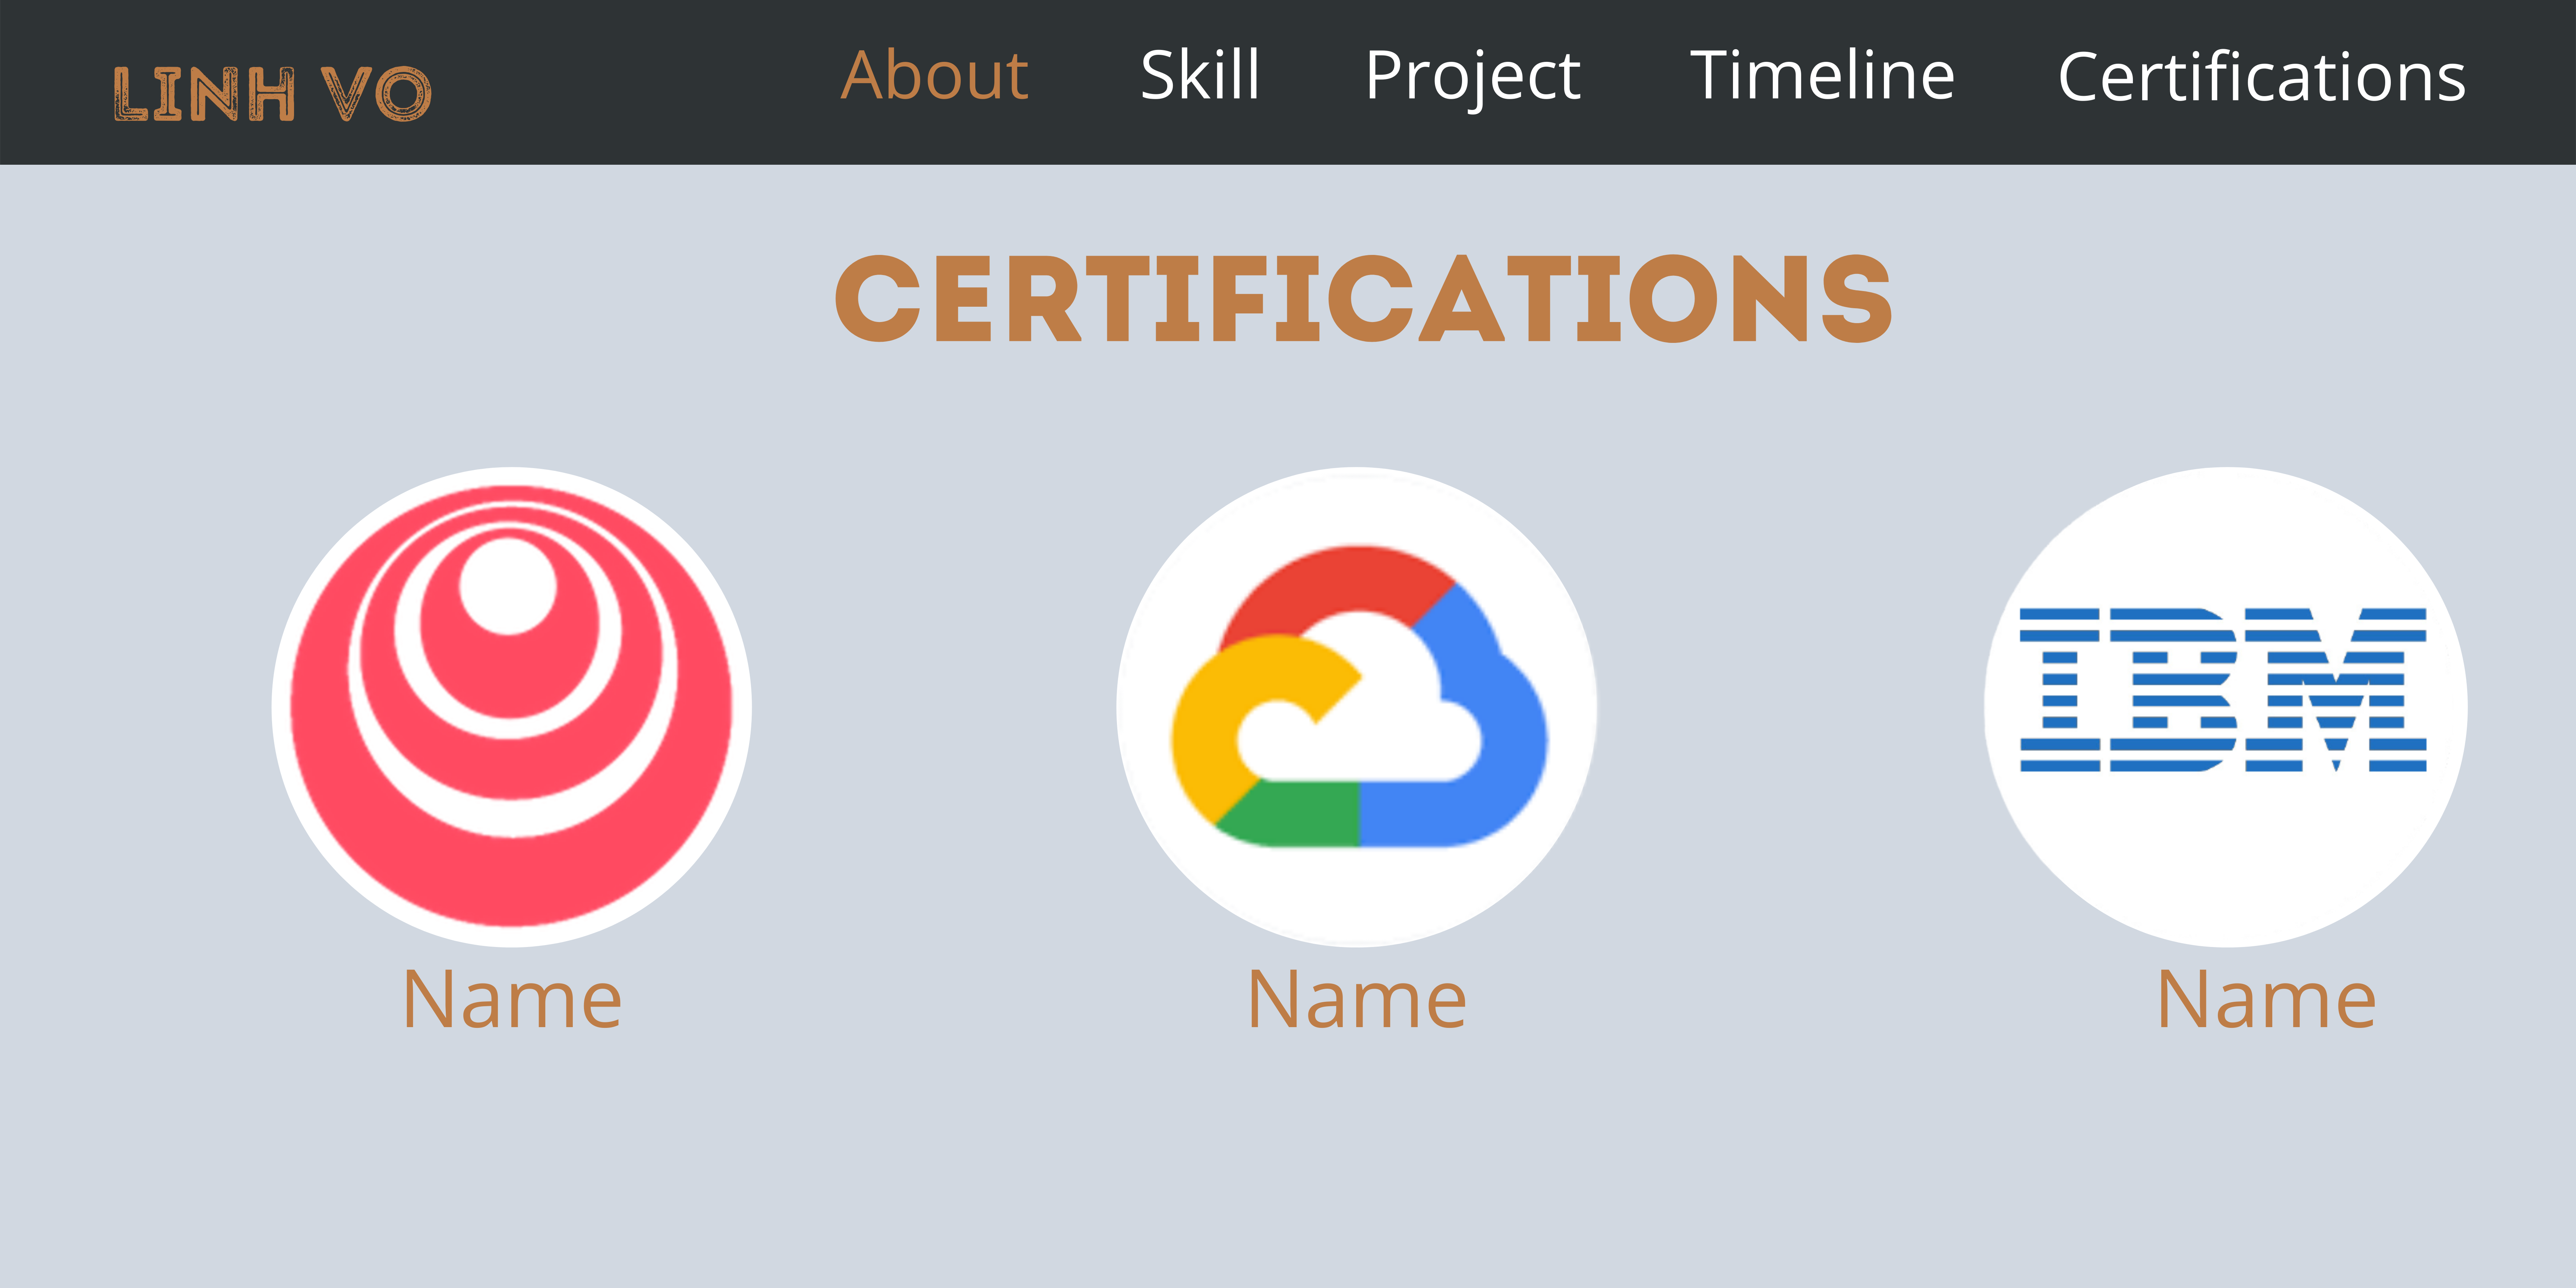 LINH VO
About Skill Project Timeline Certifications
CERTIFICATIONS
IBM
Name Name Name